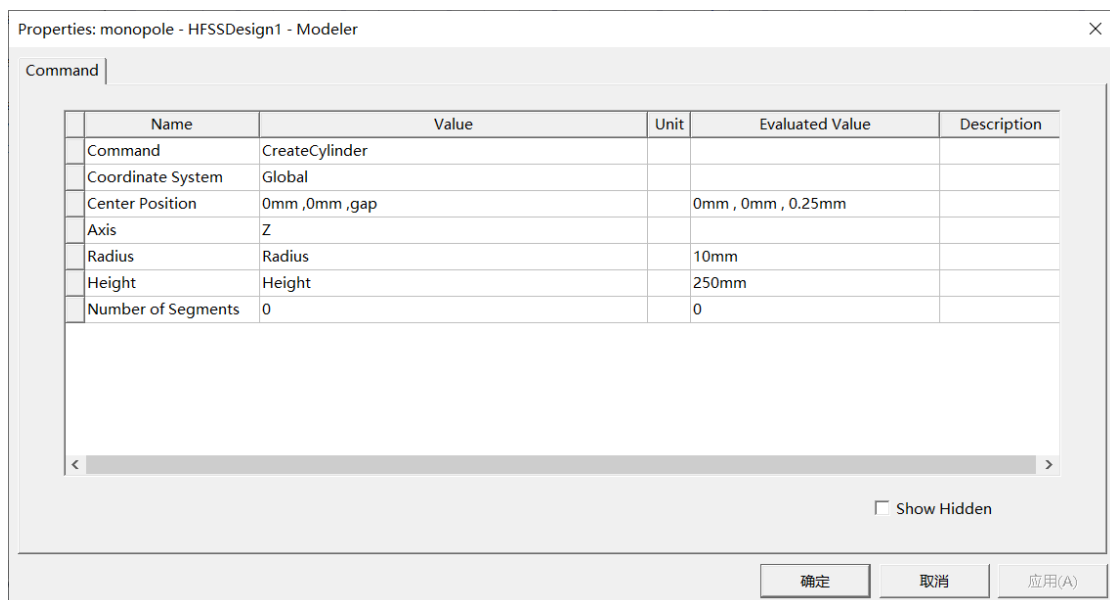 Properties: monopole - HFSSDesign1 - Modeler
Command
Name Value Unit Evaluated Value Description
Command CreateCylinder
Coordinate System Global
Center Position 0mm ,0mm ,gap 0mm , 0mm , 0.25mm
Axis Z
Radius Radius 10mm
Height Height 250mm
Number of Segments 0 0
Show Hidden
确定 取消 应用(A)